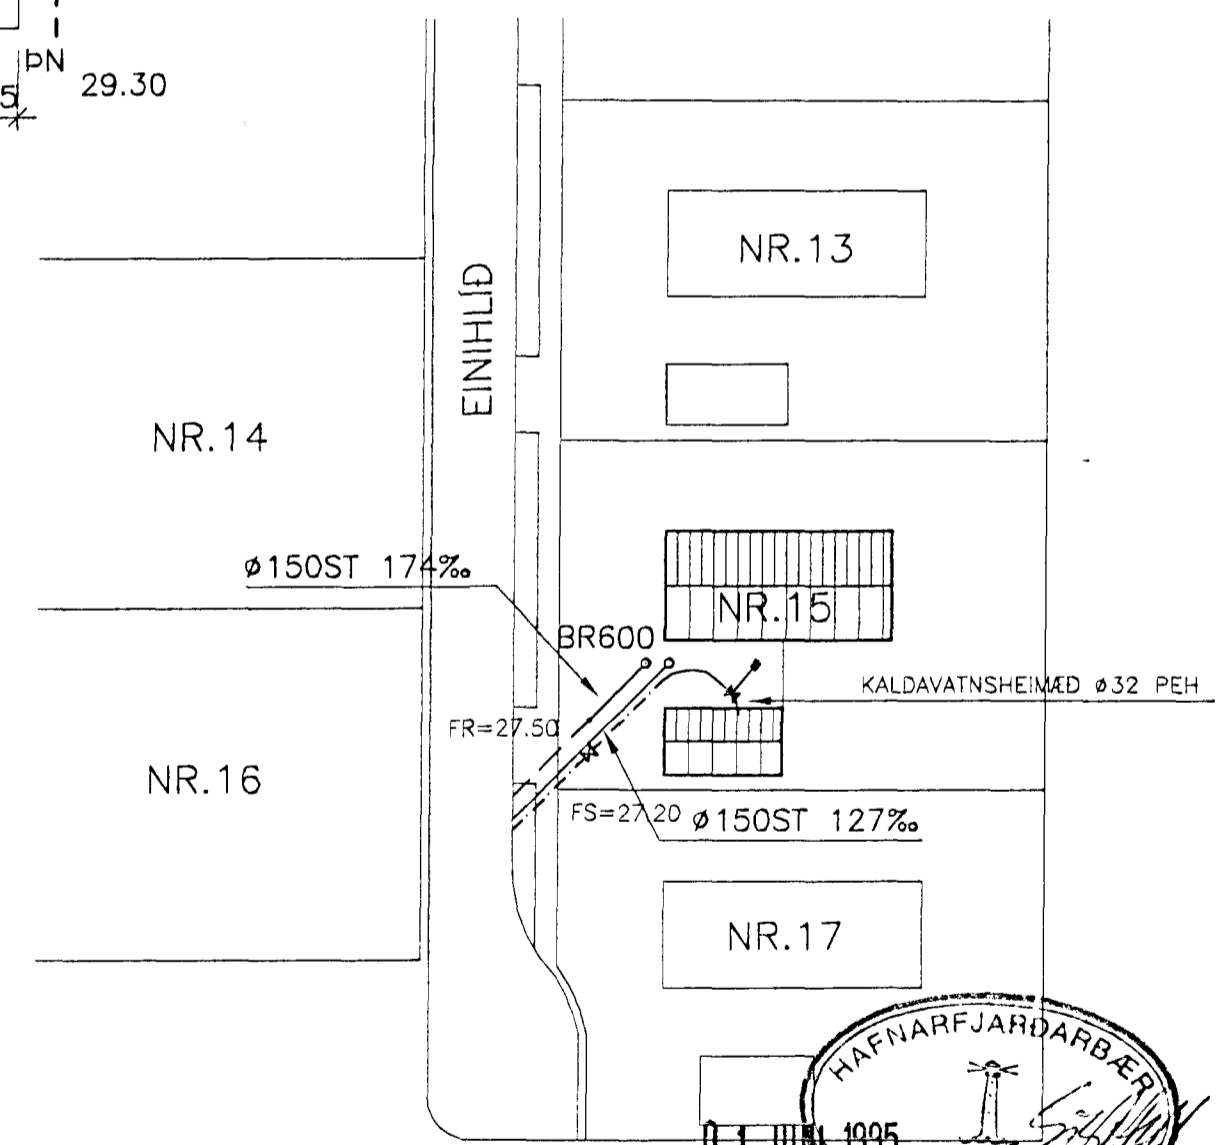 ÞN
29.30
5
NR.13
EINIHLÍÐ
NR.14
ø150ST 174‰
NR.15
BR600
KALDAVATNSHEIMÆÐ ø32 PEH
FR=27.50
NR.16
FS=27.20
ø150ST 127‰
NR.17
HAFNARFJARÐARBÆR
1995